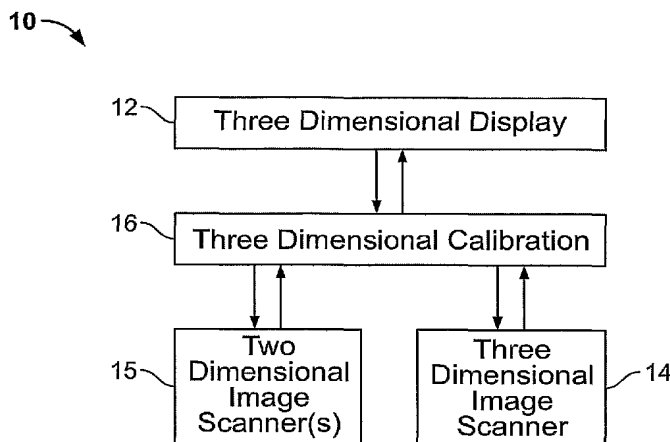 10
12
Three Dimensional Display
16
Three Dimensional Calibration
15
Two
Dimensional
Image
Scanner(s)
Three
Dimensional
Image
Scanner
14